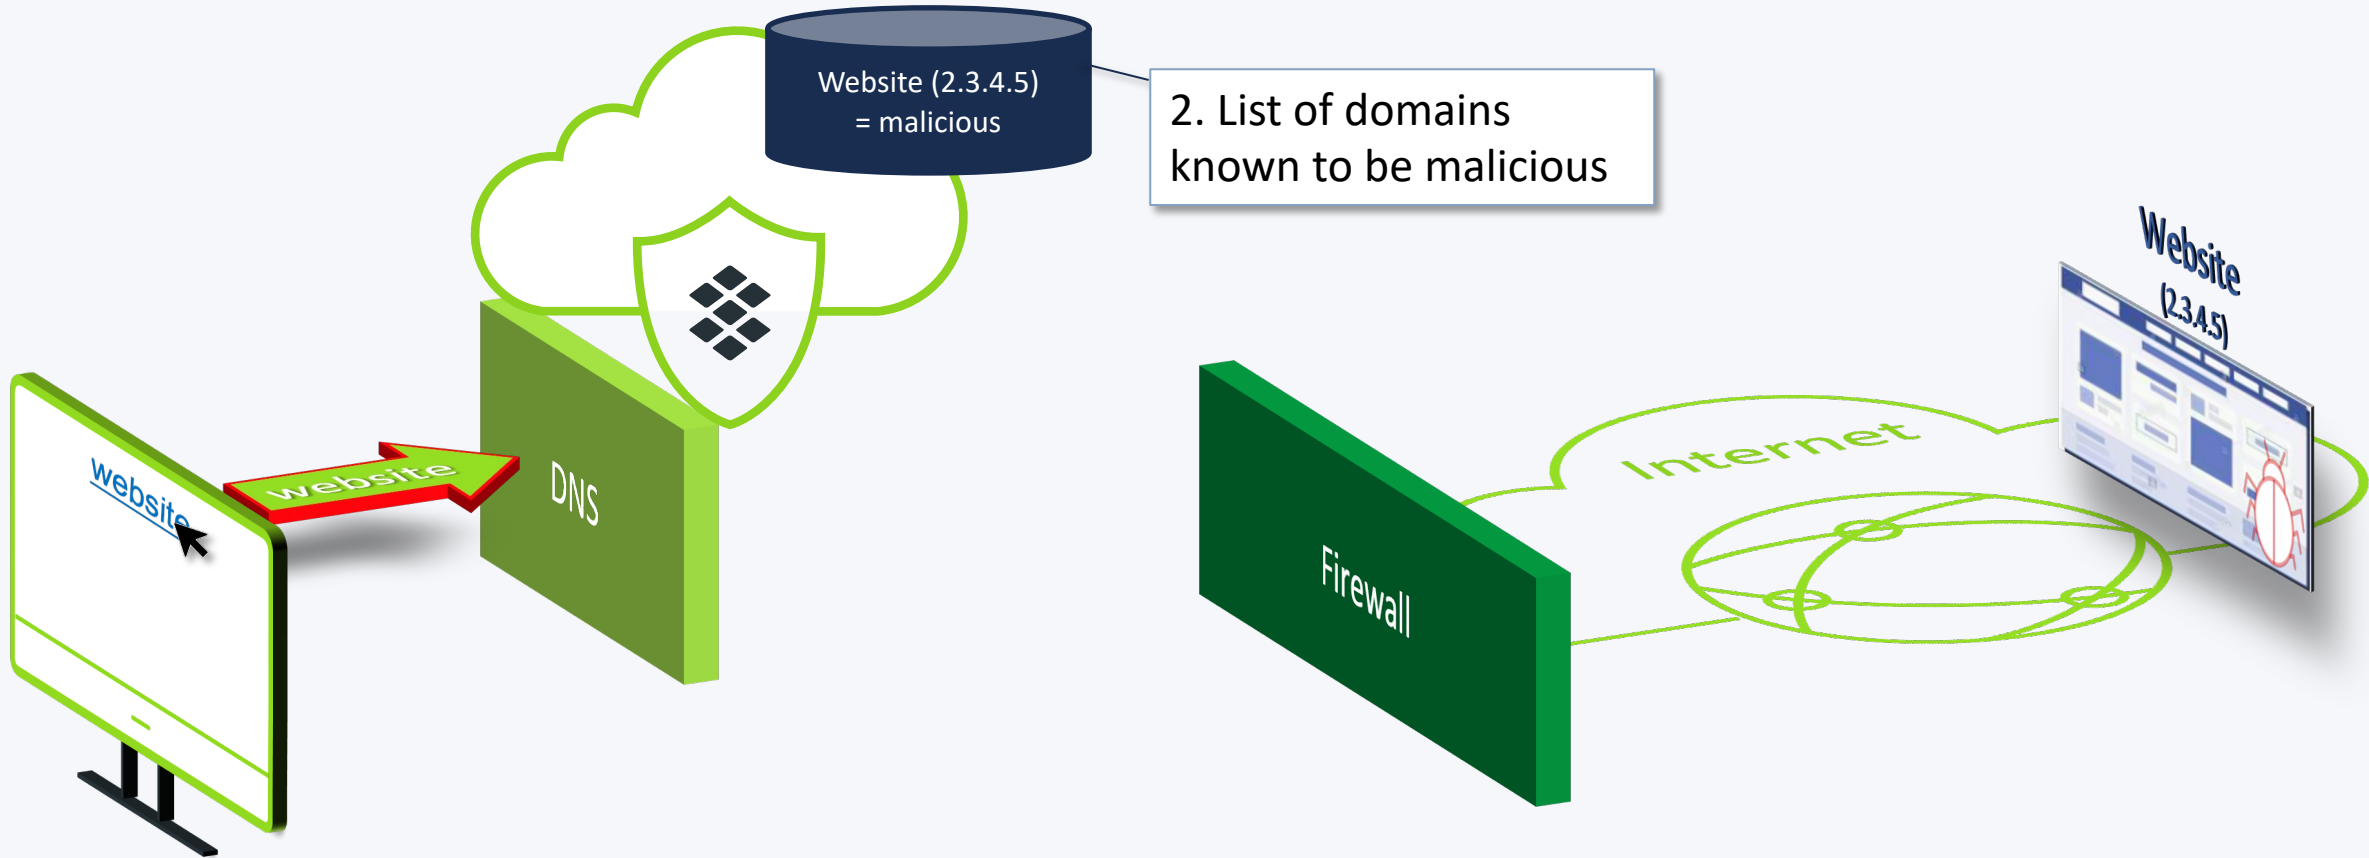 Website (2.3.4.5)
= malicious
2. List of domains
known to be malicious
Website
(2.3.4.5)
website
website
DNS
Internet
Firewall